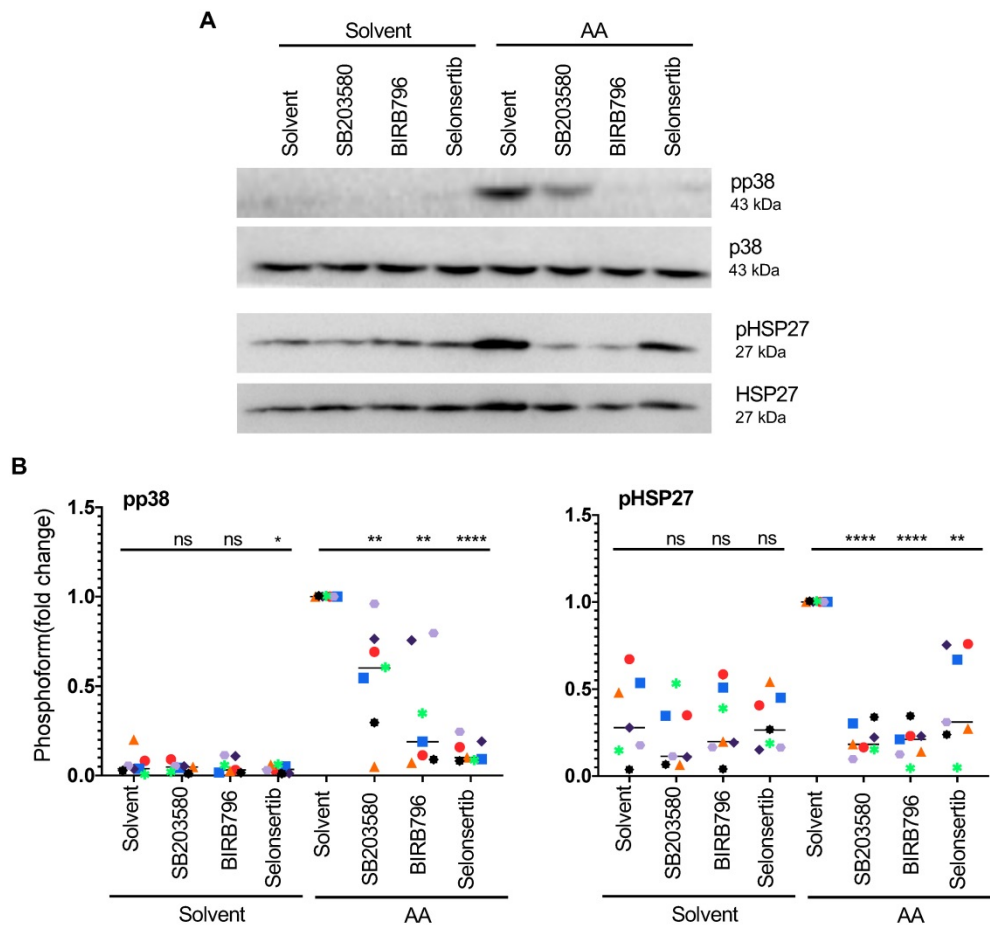 A
Solvent
AA
Solvent
SB203580
BIRB796
Selonsertib
Solvent
SB203580
BIRB796
Selonsertib
pp38
43 kDa
p38
43 kDa
pHSP27
27 kDa
HSP27
27 kDa
B
pp38
Phosphoform(fold change)
1.5
1.0
0.5
0.0
ns
ns
*
**
**
****
Solvent
SB203580
BIRB796
Selonsertib
Solvent
SB203580
BIRB796
Selonsertib
Solvent
AA
pHSP27
1.5
1.0
0.5
0.0
ns
ns
ns
****
****
**
Solvent
SB203580
BIRB796
Selonsertib
Solvent
SB203580
BIRB796
Selonsertib
Solvent
AA